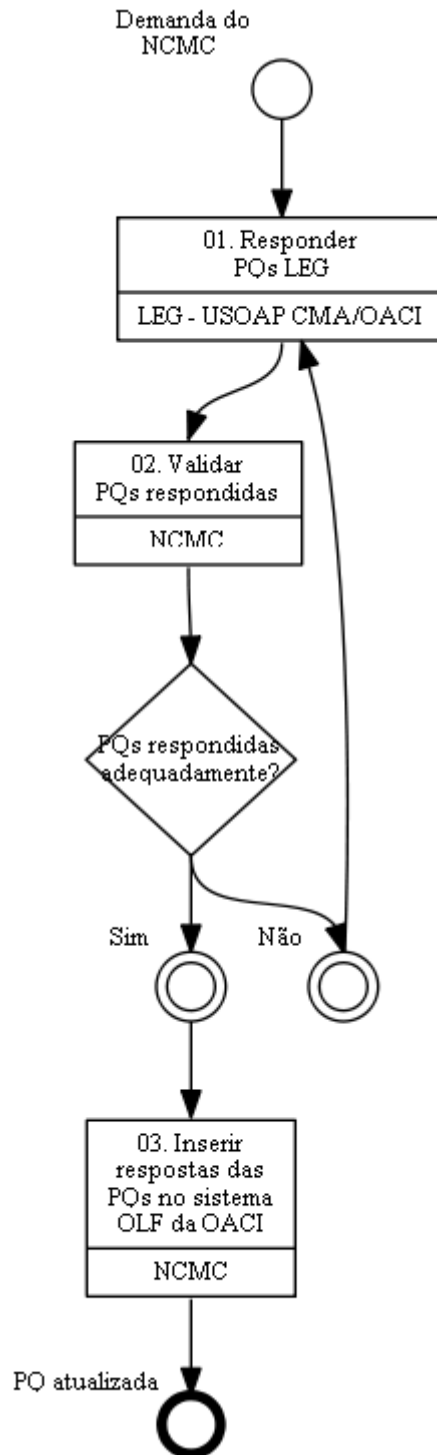 Demanda do
NCMC
01. Responder
PQs LEG
LEG - USOAP CMA/OACI
02. Validar
PQs respondidas
NCMC
PQs respondidas
adequadamente?
Sim
Não
03. Inserir
respostas das
PQs no sistema
OLF da OACI
NCMC
PQ atualizada